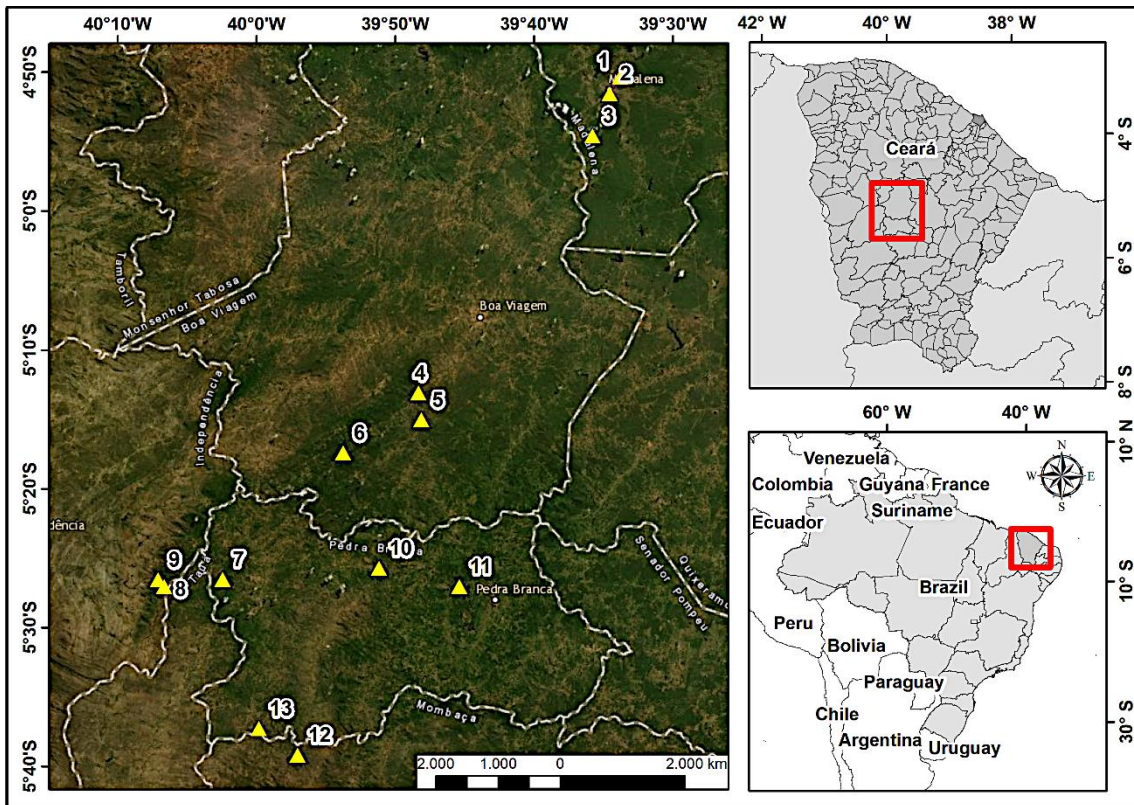 40°10'W 40°0'W 39°50'W 39°40'W 39°30'W
4°50'S
5°0'S
5°10'S
5°20'S
5°30'S
5°40'S
1
2
3
Madalena
Tamboril
Monsenhor Tabosa
Boa Viagem
Boa Viagem
Independência
4
5
6
dência
9
8
Tauá
7
Pedra Branca
10
11
Pedra Branca
Senador Pompeu
Quixeramo
13
12
Mombaça
2.000 1.000 0 2.000 km
42° W 40° W 38° W
Ceará
4° S
6° S
8° S
60° W 40° W
10° N
10° S
30° S
N
W E
S
Venezuela
Colombia
Guyana France
Suriname
Ecuador
Brazil
Peru
Bolivia
Paraguay
Chile
Argentina
Uruguay